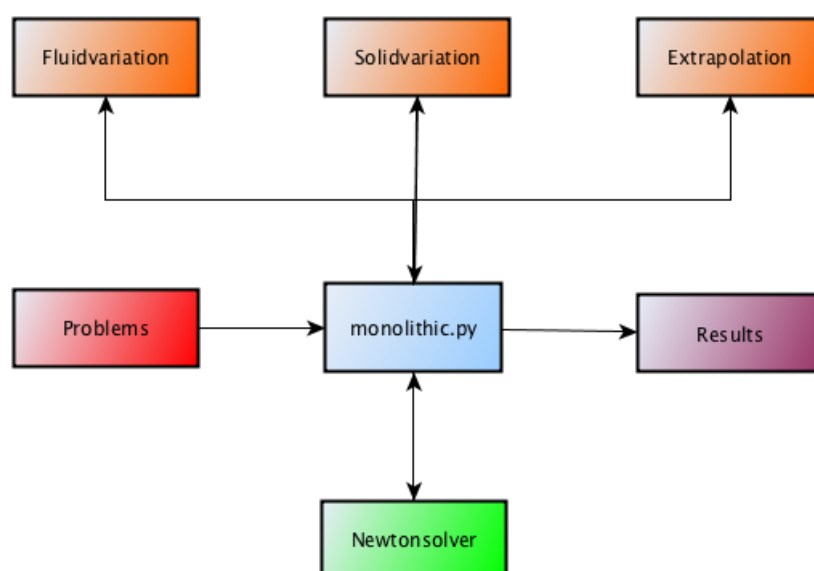 Fluidvariation
Solidvariation
Extrapolation
Problems
monolithic.py
Results
Newtonsolver